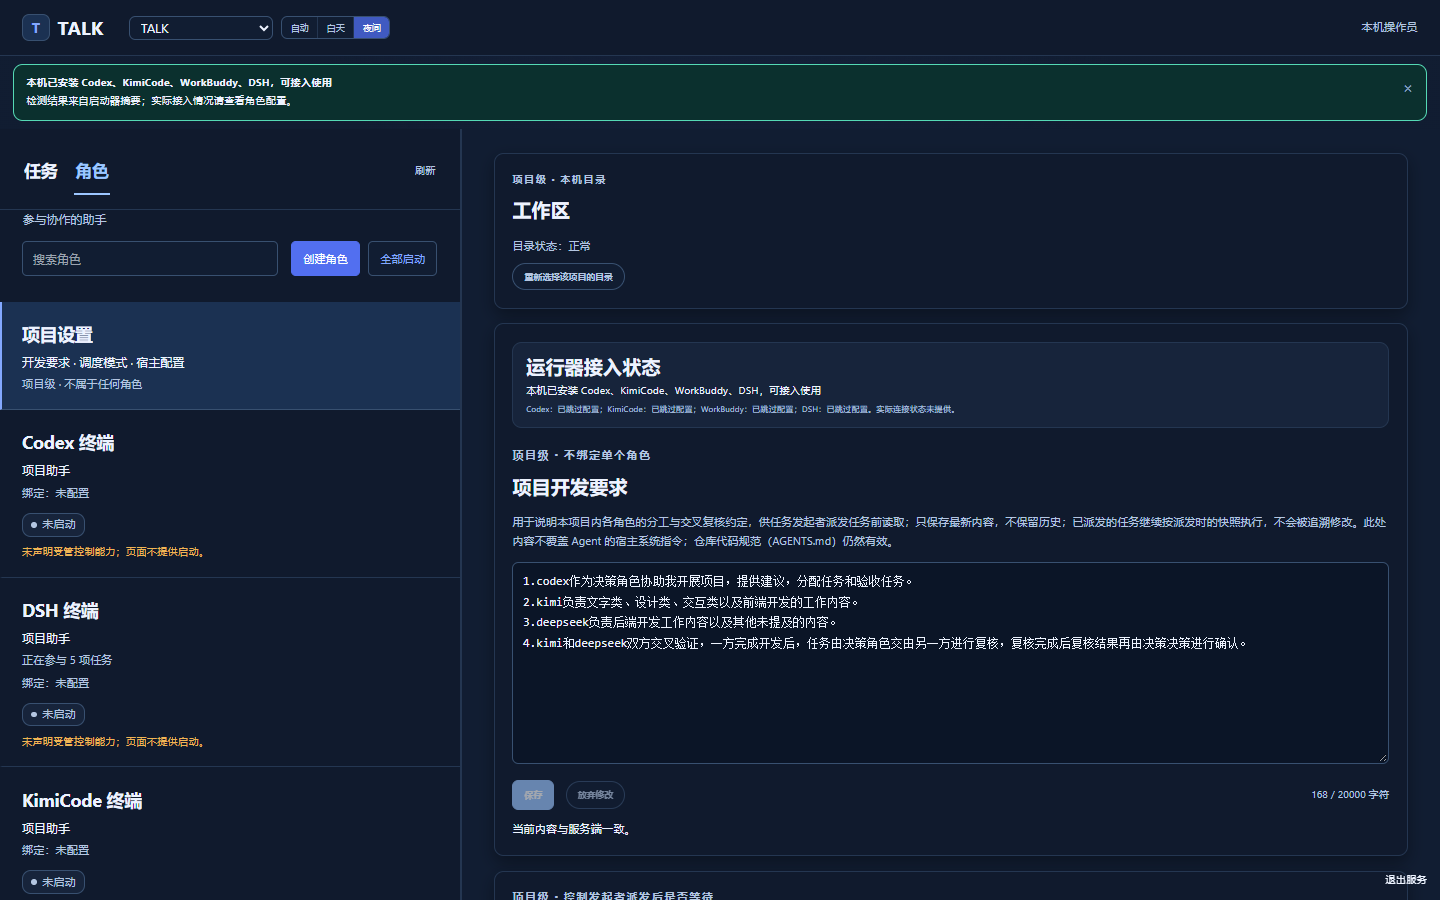 T TALK
TALK
自动 白天 夜间
本机操作员
本机已安装 Codex、KimiCode、WorkBuddy、DSH，可接入使用
检测结果来自启动器摘要；实际接入情况请查看角色配置。
×
任务 角色
刷新
参与协作的助手
搜索角色
创建角色
全部启动
项目设置
开发要求 · 调度模式 · 宿主配置
项目级 · 不属于任何角色
Codex 终端
项目助手
绑定：未配置
未启动
未声明受管控制能力；页面不提供启动。
DSH 终端
项目助手
正在参与 5 项任务
绑定：未配置
未启动
未声明受管控制能力；页面不提供启动。
KimiCode 终端
项目助手
绑定：未配置
未启动
项目级 · 本机目录
工作区
目录状态：正常
重新选择该项目的目录
运行器接入状态
本机已安装 Codex、KimiCode、WorkBuddy、DSH，可接入使用
Codex：已跳过配置；KimiCode：已跳过配置；WorkBuddy：已跳过配置；DSH：已跳过配置。实际连接状态未提供。
项目级 · 不绑定单个角色
项目开发要求
用于说明本项目内各角色的分工与交叉复核约定，供任务发起者派发任务前读取；只保存最新内容，不保留历史；已派发的任务继续按派发时的快照执行，不会被追溯修改。此处
内容不覆盖 Agent 的宿主系统指令；仓库代码规范（AGENTS.md）仍然有效。
1.codex作为决策角色协助我开展项目，提供建议，分配任务和验收任务。
2.kimi负责文字类、设计类、交互类以及前端开发的工作内容。
3.deepseek负责后端开发工作内容以及其他未提及的内容。
4.kimi和deepseek双方交叉验证，一方完成开发后，任务由决策角色交由另一方进行复核，复核完成后复核结果再由决策决策进行确认。
保存
放弃修改
168 / 20000 字符
当前内容与服务端一致。
项目级 · 控制发起者派发后是否等待
退出服务